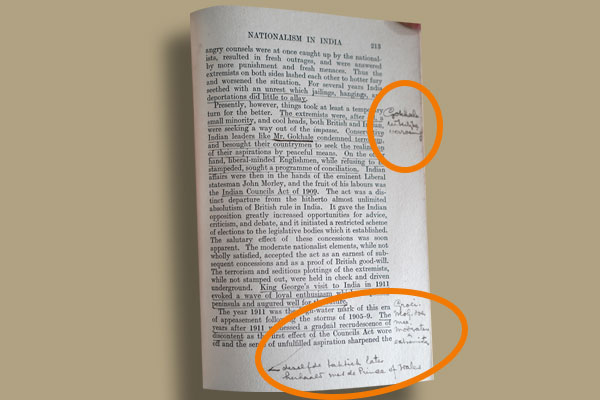 NATIONALISM IN INDIA 213
angry counsels were at once caught up by the national-
ists, resulted in fresh outrages, and were answered
by more punishment and fresh menaces. Thus the
extremists on both sides lashed each other to hotter fury
and worsened the situation. For several years India
seethed with an unrest which jailings, hangings, and
deportations did little to allay.
Presently, however, things took at least a temporary
turn for the better. The extremists were, after all, a
small minority, and cool heads, both British and Indian,
were seeking a way out of the impasse. Conservative
Indian leaders like Mr. Gokhale condemned terrorism,
and besought their countrymen to seek the realization
of their aspirations by peaceful means. On the other
hand, liberal-minded Englishmen, while refusing to be
stampeded, sought a programme of conciliation. Indian
affairs were then in the hands of the eminent Liberal
statesman John Morley, and the fruit of his labours was
the Indian Councils Act of 1909. The act was a dis-
tinct departure from the hitherto almost unlimited
absolutism of British rule in India. It gave the Indian
opposition greatly increased opportunities for advice,
criticism, and debate, and it initiated a restricted scheme
of elections to the legislative bodies which it established.
The salutary effect of these concessions was soon
apparent. The moderate nationalist elements, while not
wholly satisfied, accepted the act as an earnest of sub-
sequent concessions and as a proof of British good-will.
The terrorism and seditious plottings of the extremists,
while not stamped out, were held in check and driven
underground. King George's visit to India in 1911
evoked a wave of loyal enthusiasm which
peninsula and augured well for the future.
The year 1911 was the high-water mark of this era
of appeasement following the storms of 1905-9. The
years after 1911 witnessed a gradual recrudescence of
discontent as the first effect of the Councils Act wore
off and the sense of unfulfilled aspiration sharpened the
Gokhale
later
Prince of Wales